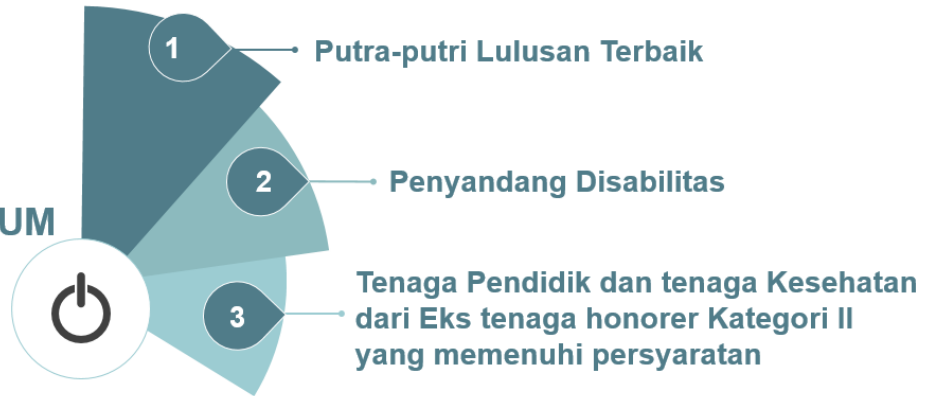 1
Putra-putri Lulusan Terbaik
2
Penyandang Disabilitas
UM
3
Tenaga Pendidik dan tenaga Kesehatan
dari Eks tenaga honorer Kategori II
yang memenuhi persyaratan